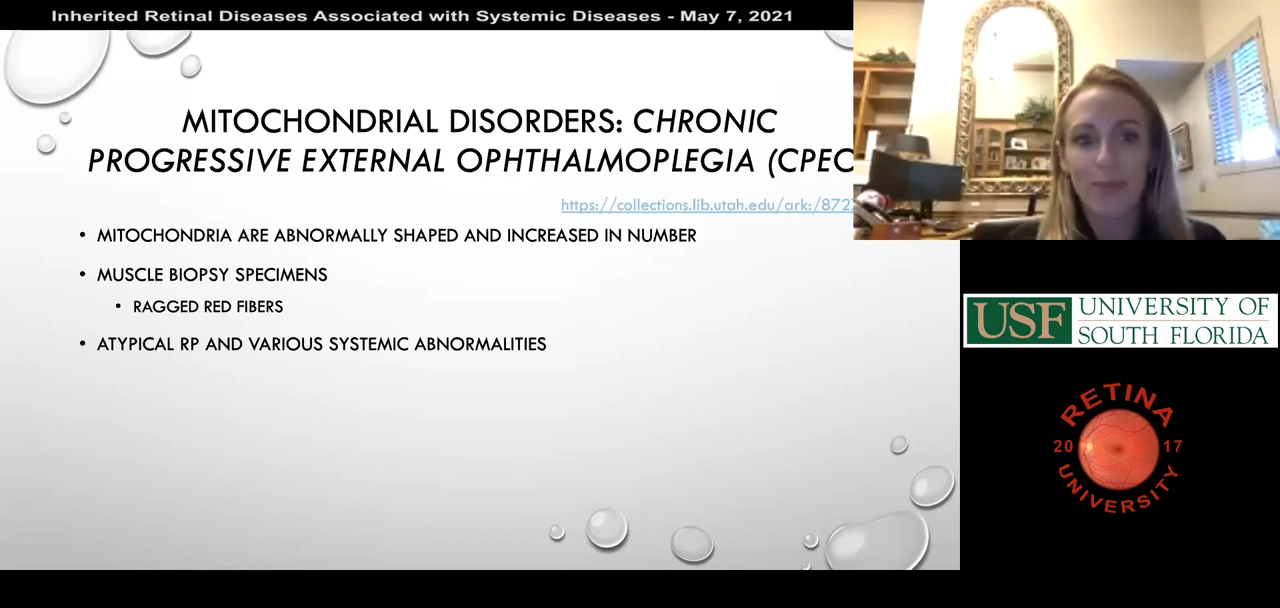 Inherited Retinal Diseases Associated with Systemic Diseases - May 7, 2021
MITOCHONDRIAL DISORDERS: CHRONIC
PROGRESSIVE EXTERNAL OPHTHALMOPLEGIA (CPEO
https://collections.lib.utah.edu/ark:/872
• MITOCHONDRIA ARE ABNORMALLY SHAPED AND INCREASED IN NUMBER
• MUSCLE BIOPSY SPECIMENS
• RAGGED RED FIBERS
• ATYPICAL RP AND VARIOUS SYSTEMIC ABNORMALITIES
USF UNIVERSITY OF
SOUTH FLORIDA
RETINA
20 17
UNIVERSITY